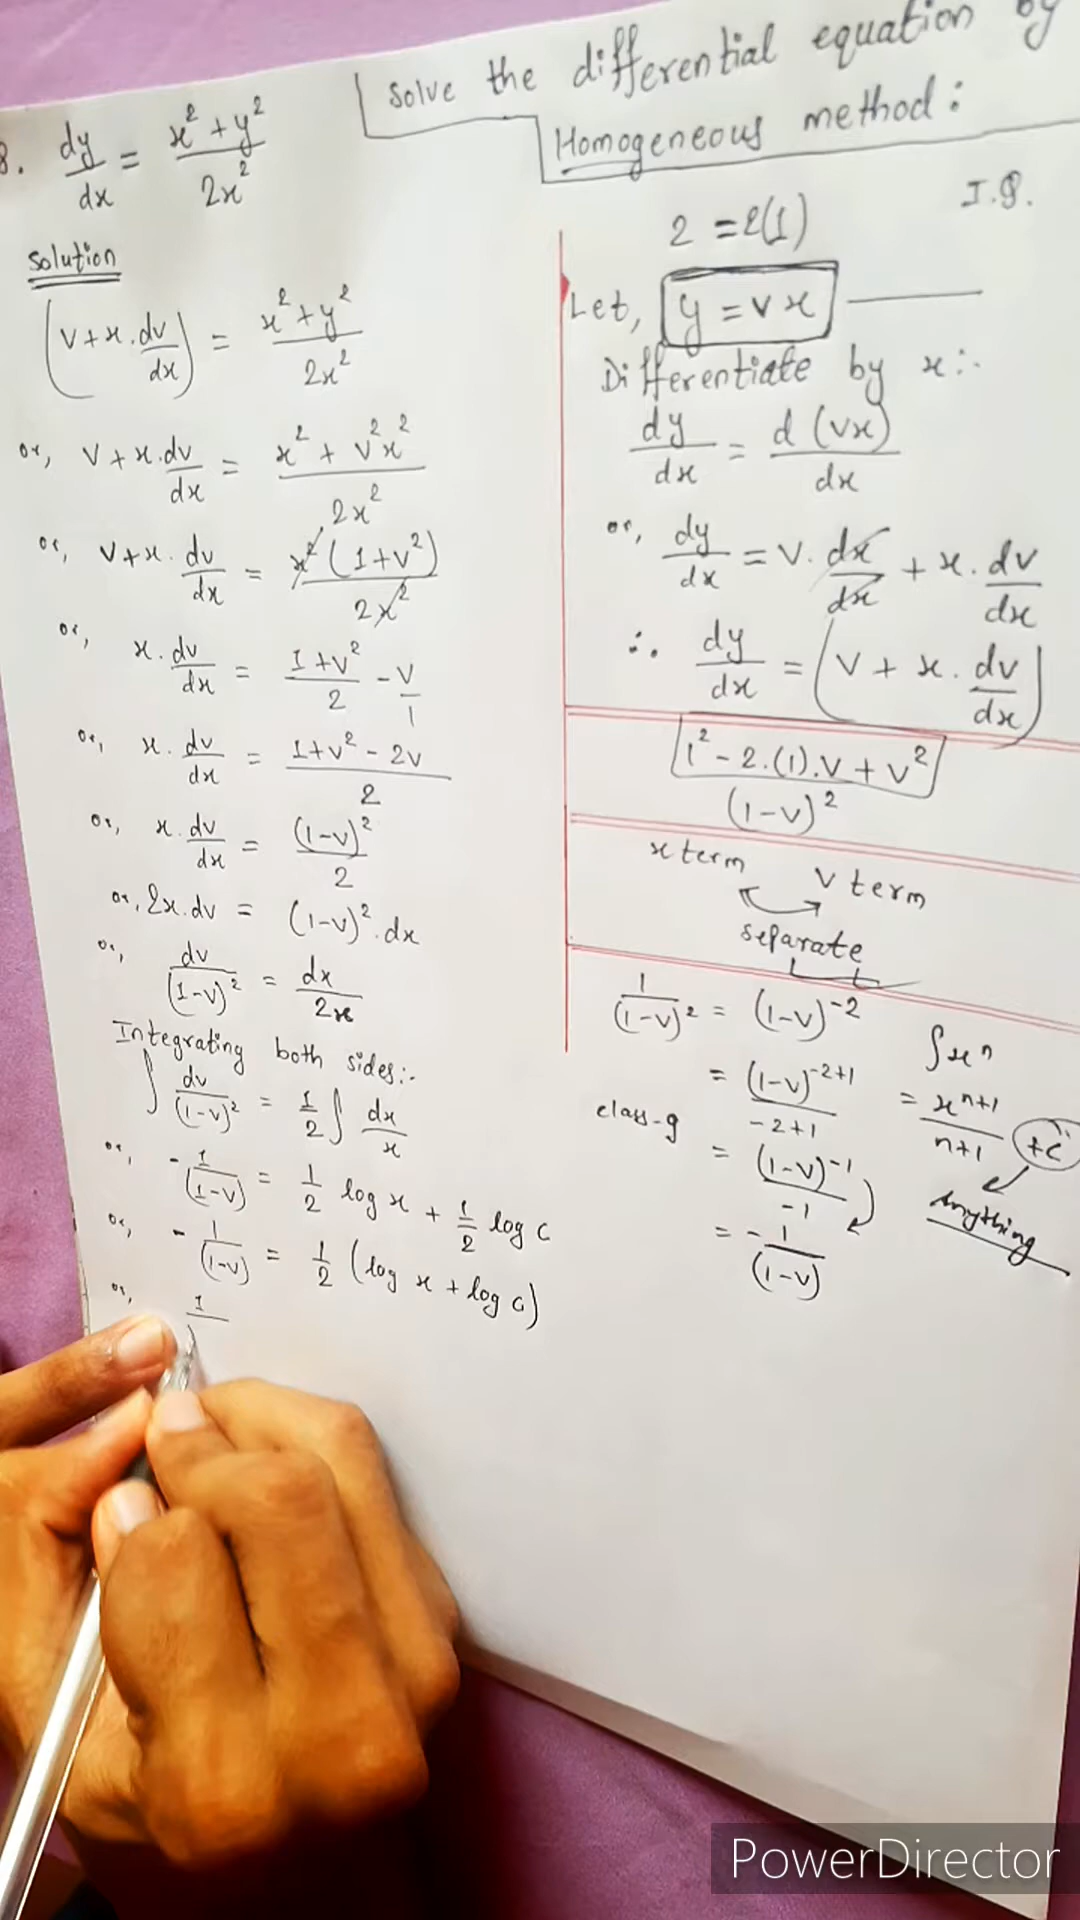 Solve the differential equation by
Homogeneous method:
8. dy/dx = (x² + y²)/2x²
I.Q.
Solution
(v + x.dv/dx) = (x² + y²)/2x²
or, v + x.dv/dx = (x² + v²x²)/2x²
or, v + x.dv/dx = x²(1 + v²)/2x²
or, x.dv/dx = (1 + v²)/2 - v/1
or, x.dv/dx = (1 + v² - 2v)/2
or, x.dv/dx = (1-v)²/2
or, 2x.dv = (1-v)².dx
or, dv/(1-v)² = dx/2x
Integrating both sides:-
∫ dv/(1-v)² = 1/2 ∫ dx/x
or, - 1/(1-v) = 1/2 log x + 1/2 log c
or, - 1/(1-v) = 1/2 (log x + log c)
or, 1
2 = 2(1)
Let, y = vx
Differentiate by x:-
dy/dx = d(vx)/dx
or, dy/dx = v.dx/dx + x.dv/dx
∴ dy/dx = (v + x.dv/dx)
1² - 2.(1).v + v²
(1-v)²
x term v term
separate
1/(1-v)² = (1-v)⁻²
= (1-v)⁻²⁺¹/-2+1
= (1-v)⁻¹/-1
= - 1/(1-v)
class-9
∫xⁿ
= xⁿ⁺¹/n+1 +c
Anything
PowerDirector